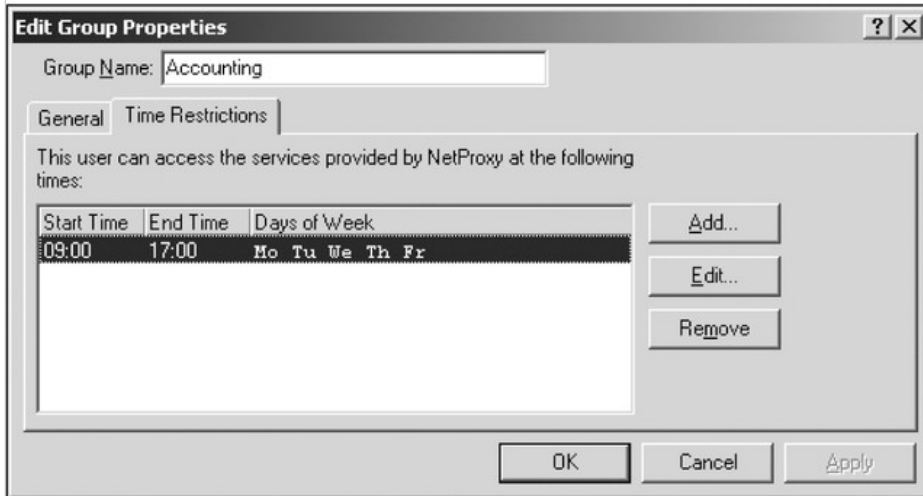 Edit Group Properties
? X
Group Name: Accounting
General Time Restrictions
This user can access the services provided by NetProxy at the following
times:
Start Time End Time Days of Week
09:00 17:00 Mo Tu We Th Fr
Add...
Edit...
Remove
OK Cancel Apply